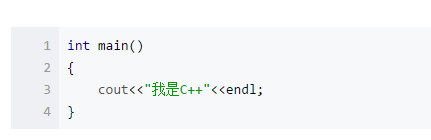 1 int main()
2 {
3     cout<<"我是C++"<<endl;
4 }